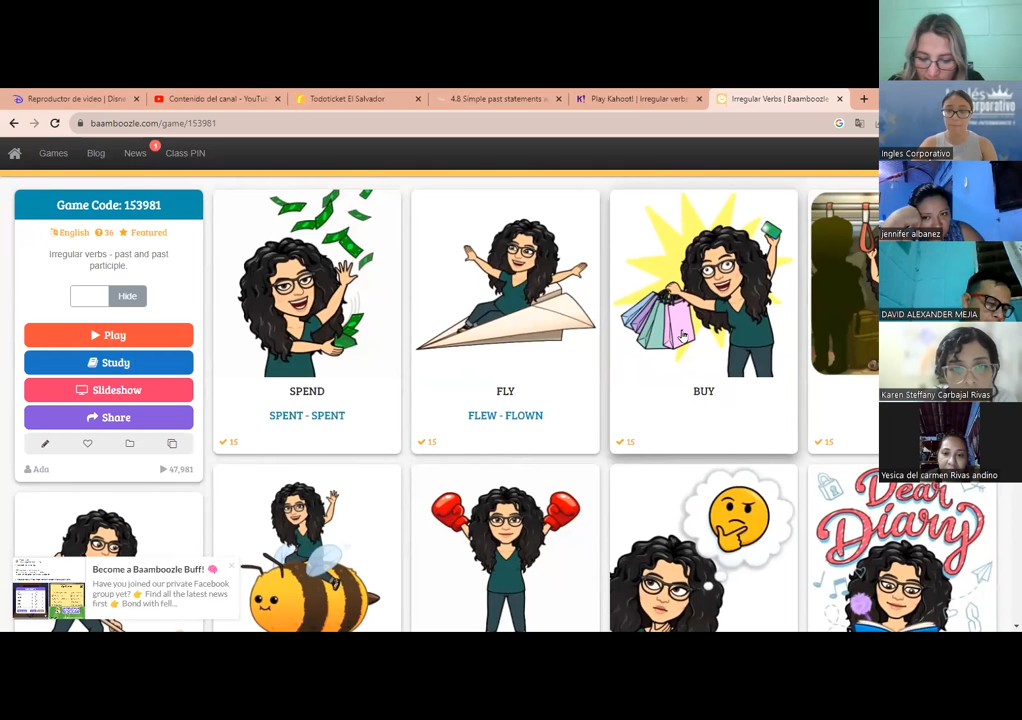 Reproductor de video | Disne
Contenido del canal - YouTu
Todoticket El Salvador
4.8 Simple past statements w
Play Kahoot! | Irregular verbs
Irregular Verbs | Baamboozle
baamboozle.com/game/153981
Games
Blog
News
Class PIN
Game Code: 153981
English 36 Featured
Irregular verbs - past and past
participle.
Hide
Play
Study
Slideshow
Share
Ada
47,981
SPEND
SPENT - SPENT
15
FLY
FLEW - FLOWN
15
BUY
15
15
Dear
Diary
Become a Baamboozle Buff!
Have you joined our private Facebook
group yet? Find all the latest news
first Bond with fell...
Ingles Corporativo
jennifer albanez
DAVID ALEXANDER MEJIA
Karen Steffany Carbajal Rivas
Yesica del carmen Rivas andino